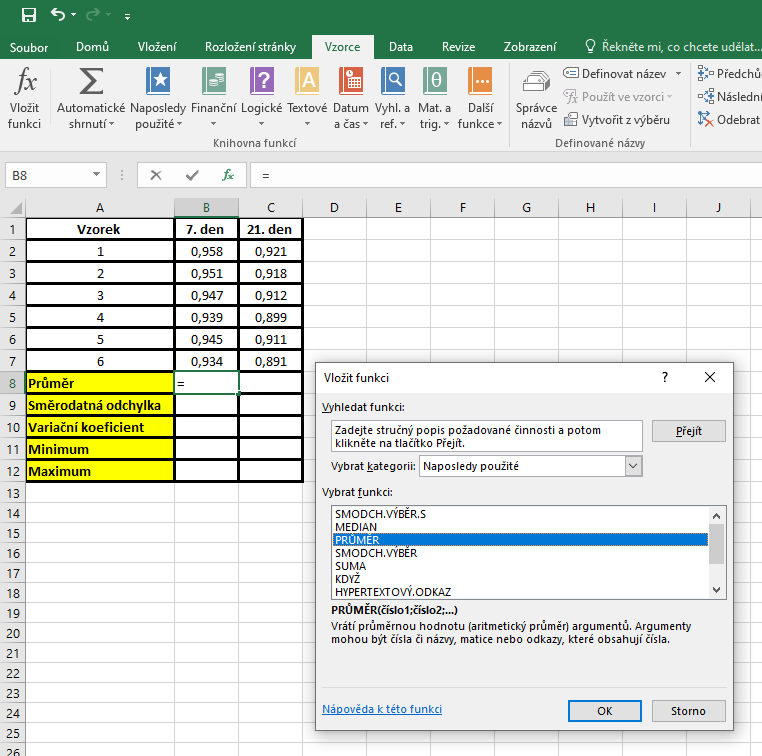 Soubor Domů Vložení Rozložení stránky Vzorce Data Revize Zobrazení Řekněte mi, co chcete udělat...
fx
Vložit funkci
Automatické shrnutí
Naposledy použité
Finanční
Logické
Textové
Datum a čas
Vyhl. a ref.
Mat. a trig.
Další funkce
Knihovna funkcí
Správce názvů
Definovat název
Použít ve vzorci
Vytvořit z výběru
Definované názvy
Předchů
Následní
Odebrat
B8 fx =
A B C D E F G H I J
1 Vzorek 7. den 21. den
2 1 0,958 0,921
3 2 0,951 0,918
4 3 0,947 0,912
5 4 0,939 0,899
6 5 0,945 0,911
7 6 0,934 0,891
8 Průměr =
9 Směrodatná odchylka
10 Variační koeficient
11 Minimum
12 Maximum
13
14
15
16
17
18
19
20
21
22
23
24
25
26
Vložit funkci ?
Vyhledat funkci:
Zadejte stručný popis požadované činnosti a potom
klikněte na tlačítko Přejít.
Přejít
Vybrat kategorii: Naposledy použité
Vybrat funkci:
SMODCH.VÝBĚR.S
MEDIAN
PRŮMĚR
SMODCH.VÝBĚR
SUMA
KDYŽ
HYPERTEXTOVÝ.ODKAZ
PRŮMĚR(číslo1;číslo2;...)
Vrátí průměrnou hodnotu (aritmetický průměr) argumentů. Argumenty
mohou být čísla či názvy, matice nebo odkazy, které obsahují čísla.
Nápověda k této funkci
OK
Storno